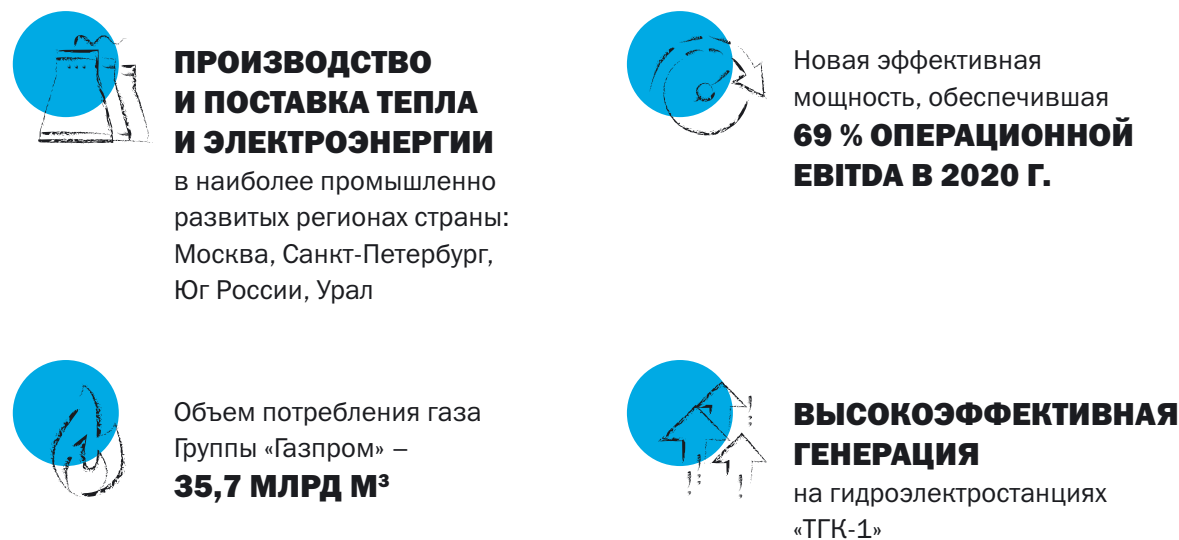 ПРОИЗВОДСТВО
И ПОСТАВКА ТЕПЛА
И ЭЛЕКТРОЭНЕРГИИ
в наиболее промышленно
развитых регионах страны:
Москва, Санкт-Петербург,
Юг России, Урал
Новая эффективная
мощность, обеспечившая
69 % ОПЕРАЦИОННОЙ
EBITDA В 2020 Г.
Объем потребления газа
Группы «Газпром» –
35,7 МЛРД М³
ВЫСОКОЭФФЕКТИВНАЯ
ГЕНЕРАЦИЯ
на гидроэлектростанциях
«ТГК-1»